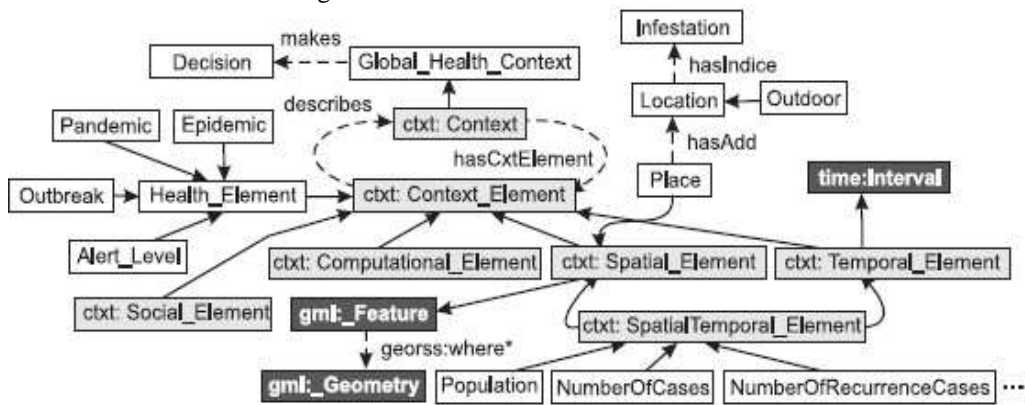 makes
Infestation
Decision
Global_Health_Context
hasIndice
describes
Location
Outdoor
Pandemic
Epidemic
ctxt: Context
hasCxtElement
hasAdd
Outbreak
Health_Element
ctxt: Context_Element
Place
time:Interval
Alert_Level
ctxt: Computational_Element
ctxt: Spatial_Element
ctxt: Temporal_Element
ctxt: Social_Element
gml:_Feature
ctxt: SpatialTemporal_Element
georss:where*
gml:_Geometry
Population
NumberOfCases
NumberOfRecurrenceCases
...